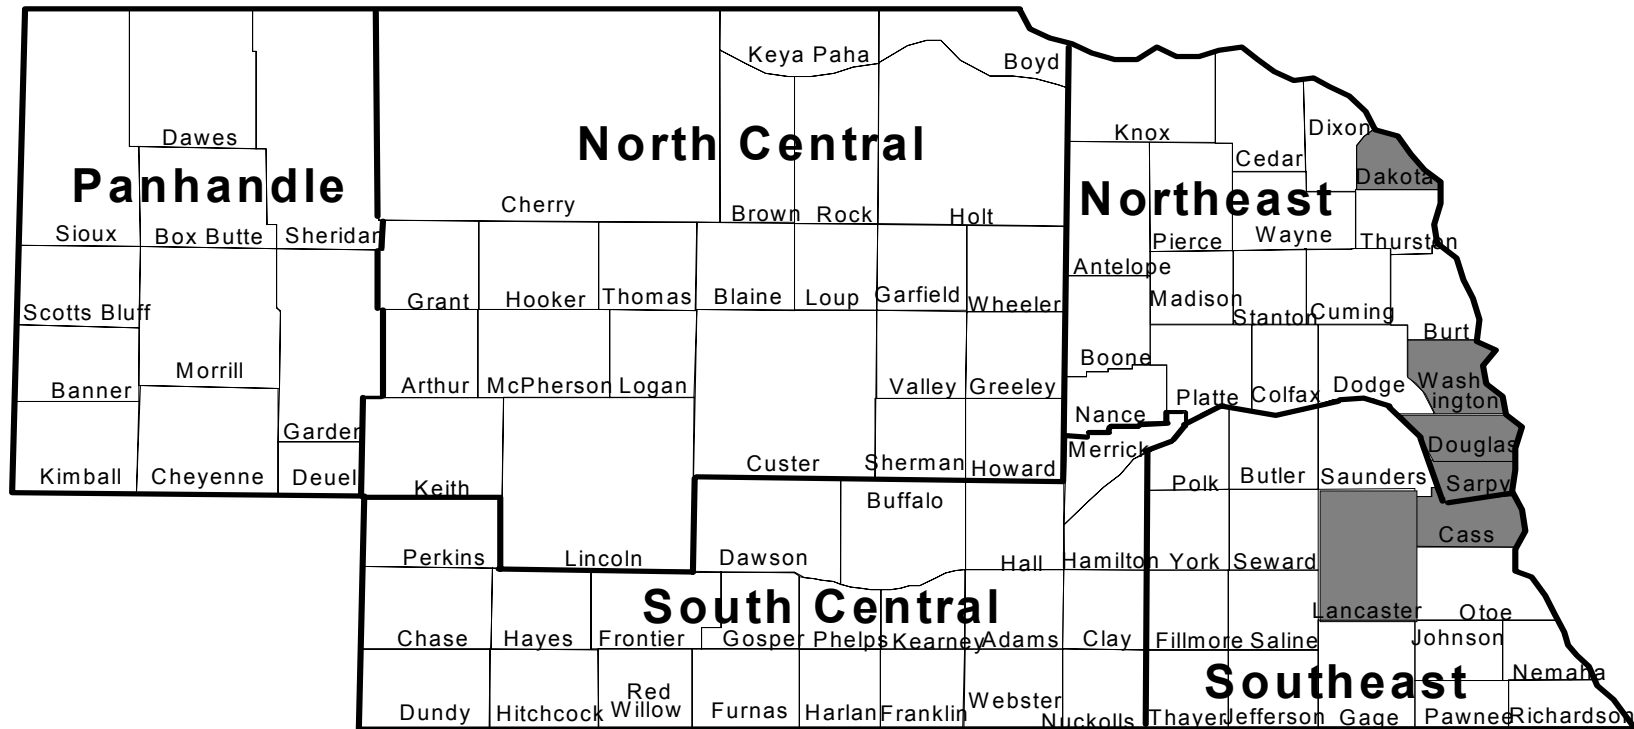 Keya Paha
Boyd
Dawes
North Central
Knox
Dixon
Cedar
Dakota
Panhandle
Northeast
Cherry
Brown
Rock
Holt
Sioux
Box Butte
Sheridan
Pierce
Wayne
Thurston
Antelope
Grant
Hooker
Thomas
Blaine
Loup
Garfield
Wheeler
Madison
Stanton
Cuming
Scotts Bluff
Burt
Morrill
Boone
Banner
Arthur
McPherson
Logan
Valley
Greeley
Platte
Colfax
Dodge
Wash
ington
Nance
Garder
Merrick
Douglas
Kimball
Cheyenne
Deuel
Keith
Custer
Sherman
Howard
Polk
Butler
Saunders
Sarpy
Buffalo
Cass
Perkins
Lincoln
Dawson
Hall
Hamilton
York
Seward
South Central
Lancaster
Otoe
Chase
Hayes
Frontier
Gosper
Phelps
Kearney
Adams
Clay
Fillmore
Saline
Johnson
Southeast
Nemaha
Dundy
Hitchcock
Red
Willow
Furnas
Harlan
Franklin
Webster
Nuckolls
Thayer
Jefferson
Gage
Pawnee
Richardson